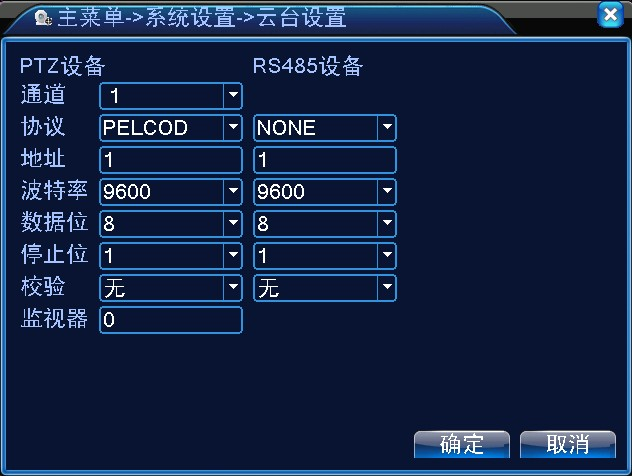 主菜单->系统设置->云台设置
PTZ设备 RS485设备
通道 1
协议 PELCOD NONE
地址 1 1
波特率 9600 9600
数据位 8 8
停止位 1 1
校验 无 无
监视器 0
确定 取消